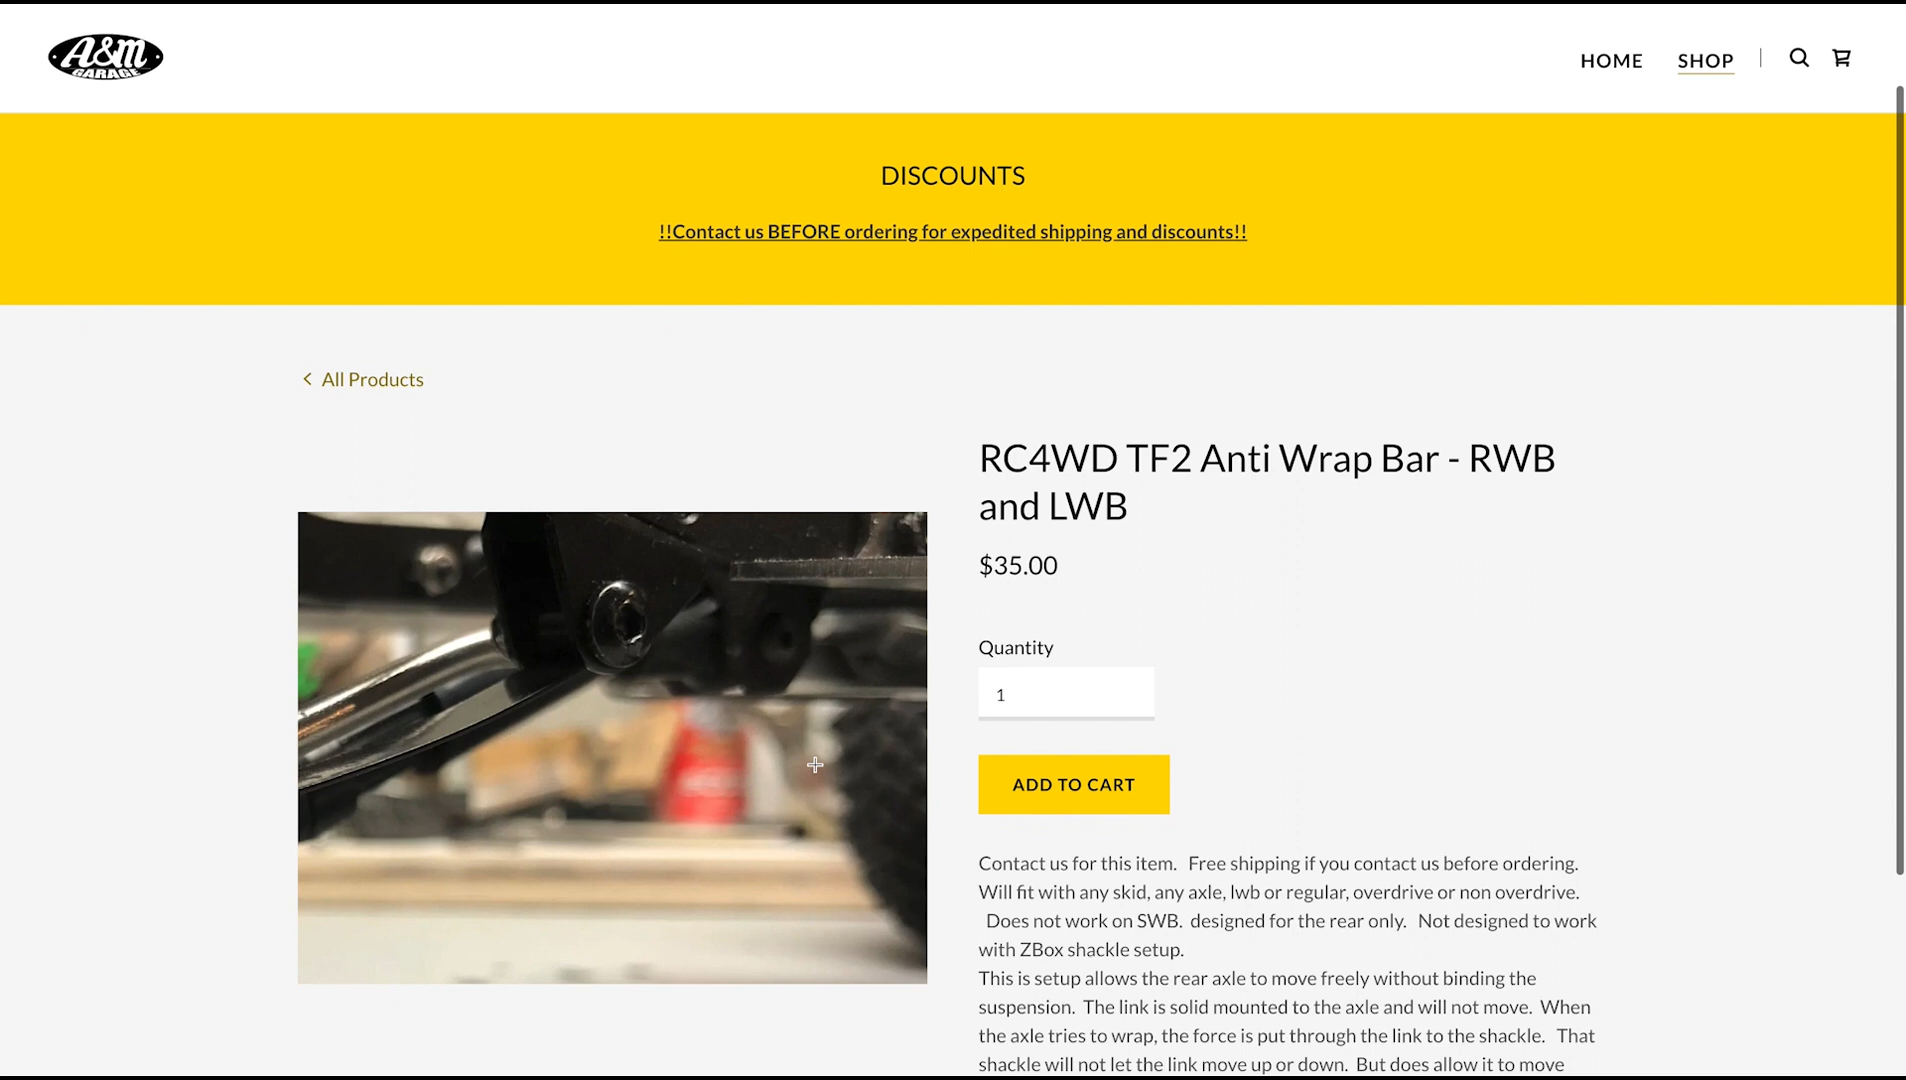 A&M
GARAGE
HOME
SHOP
DISCOUNTS
!!Contact us BEFORE ordering for expedited shipping and discounts!!
All Products
RC4WD TF2 Anti Wrap Bar - RWB
and LWB
$35.00
Quantity
1
ADD TO CART
Contact us for this item. Free shipping if you contact us before ordering.
Will fit with any skid, any axle, lwb or regular, overdrive or non overdrive.
Does not work on SWB. designed for the rear only. Not designed to work
with ZBox shackle setup.
This is setup allows the rear axle to move freely without binding the
suspension. The link is solid mounted to the axle and will not move. When
the axle tries to wrap, the force is put through the link to the shackle. That
shackle will not let the link move up or down. But does allow it to move